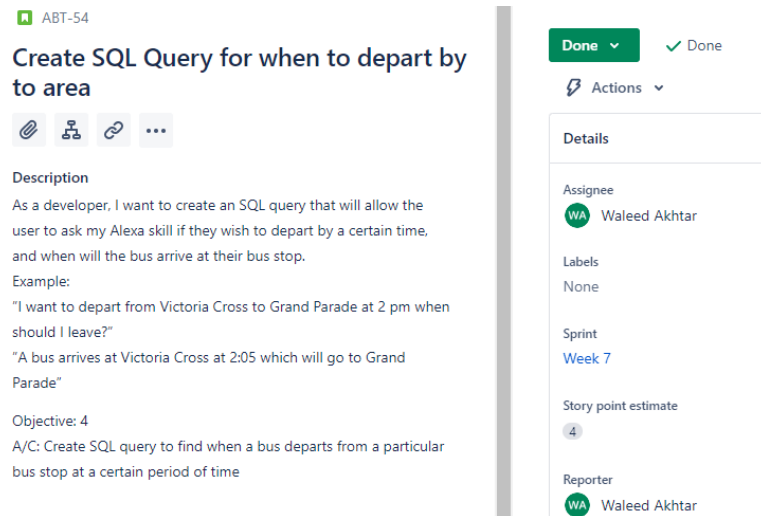 ABT-54
Create SQL Query for when to depart by
to area
Description
As a developer, I want to create an SQL query that will allow the
user to ask my Alexa skill if they wish to depart by a certain time,
and when will the bus arrive at their bus stop.
Example:
“I want to depart from Victoria Cross to Grand Parade at 2 pm when
should I leave?”
“A bus arrives at Victoria Cross at 2:05 which will go to Grand
Parade”
Objective: 4
A/C: Create SQL query to find when a bus departs from a particular
bus stop at a certain period of time
Done
Done
Actions
Details
Assignee
WA Waleed Akhtar
Labels
None
Sprint
Week 7
Story point estimate
4
Reporter
WA Waleed Akhtar